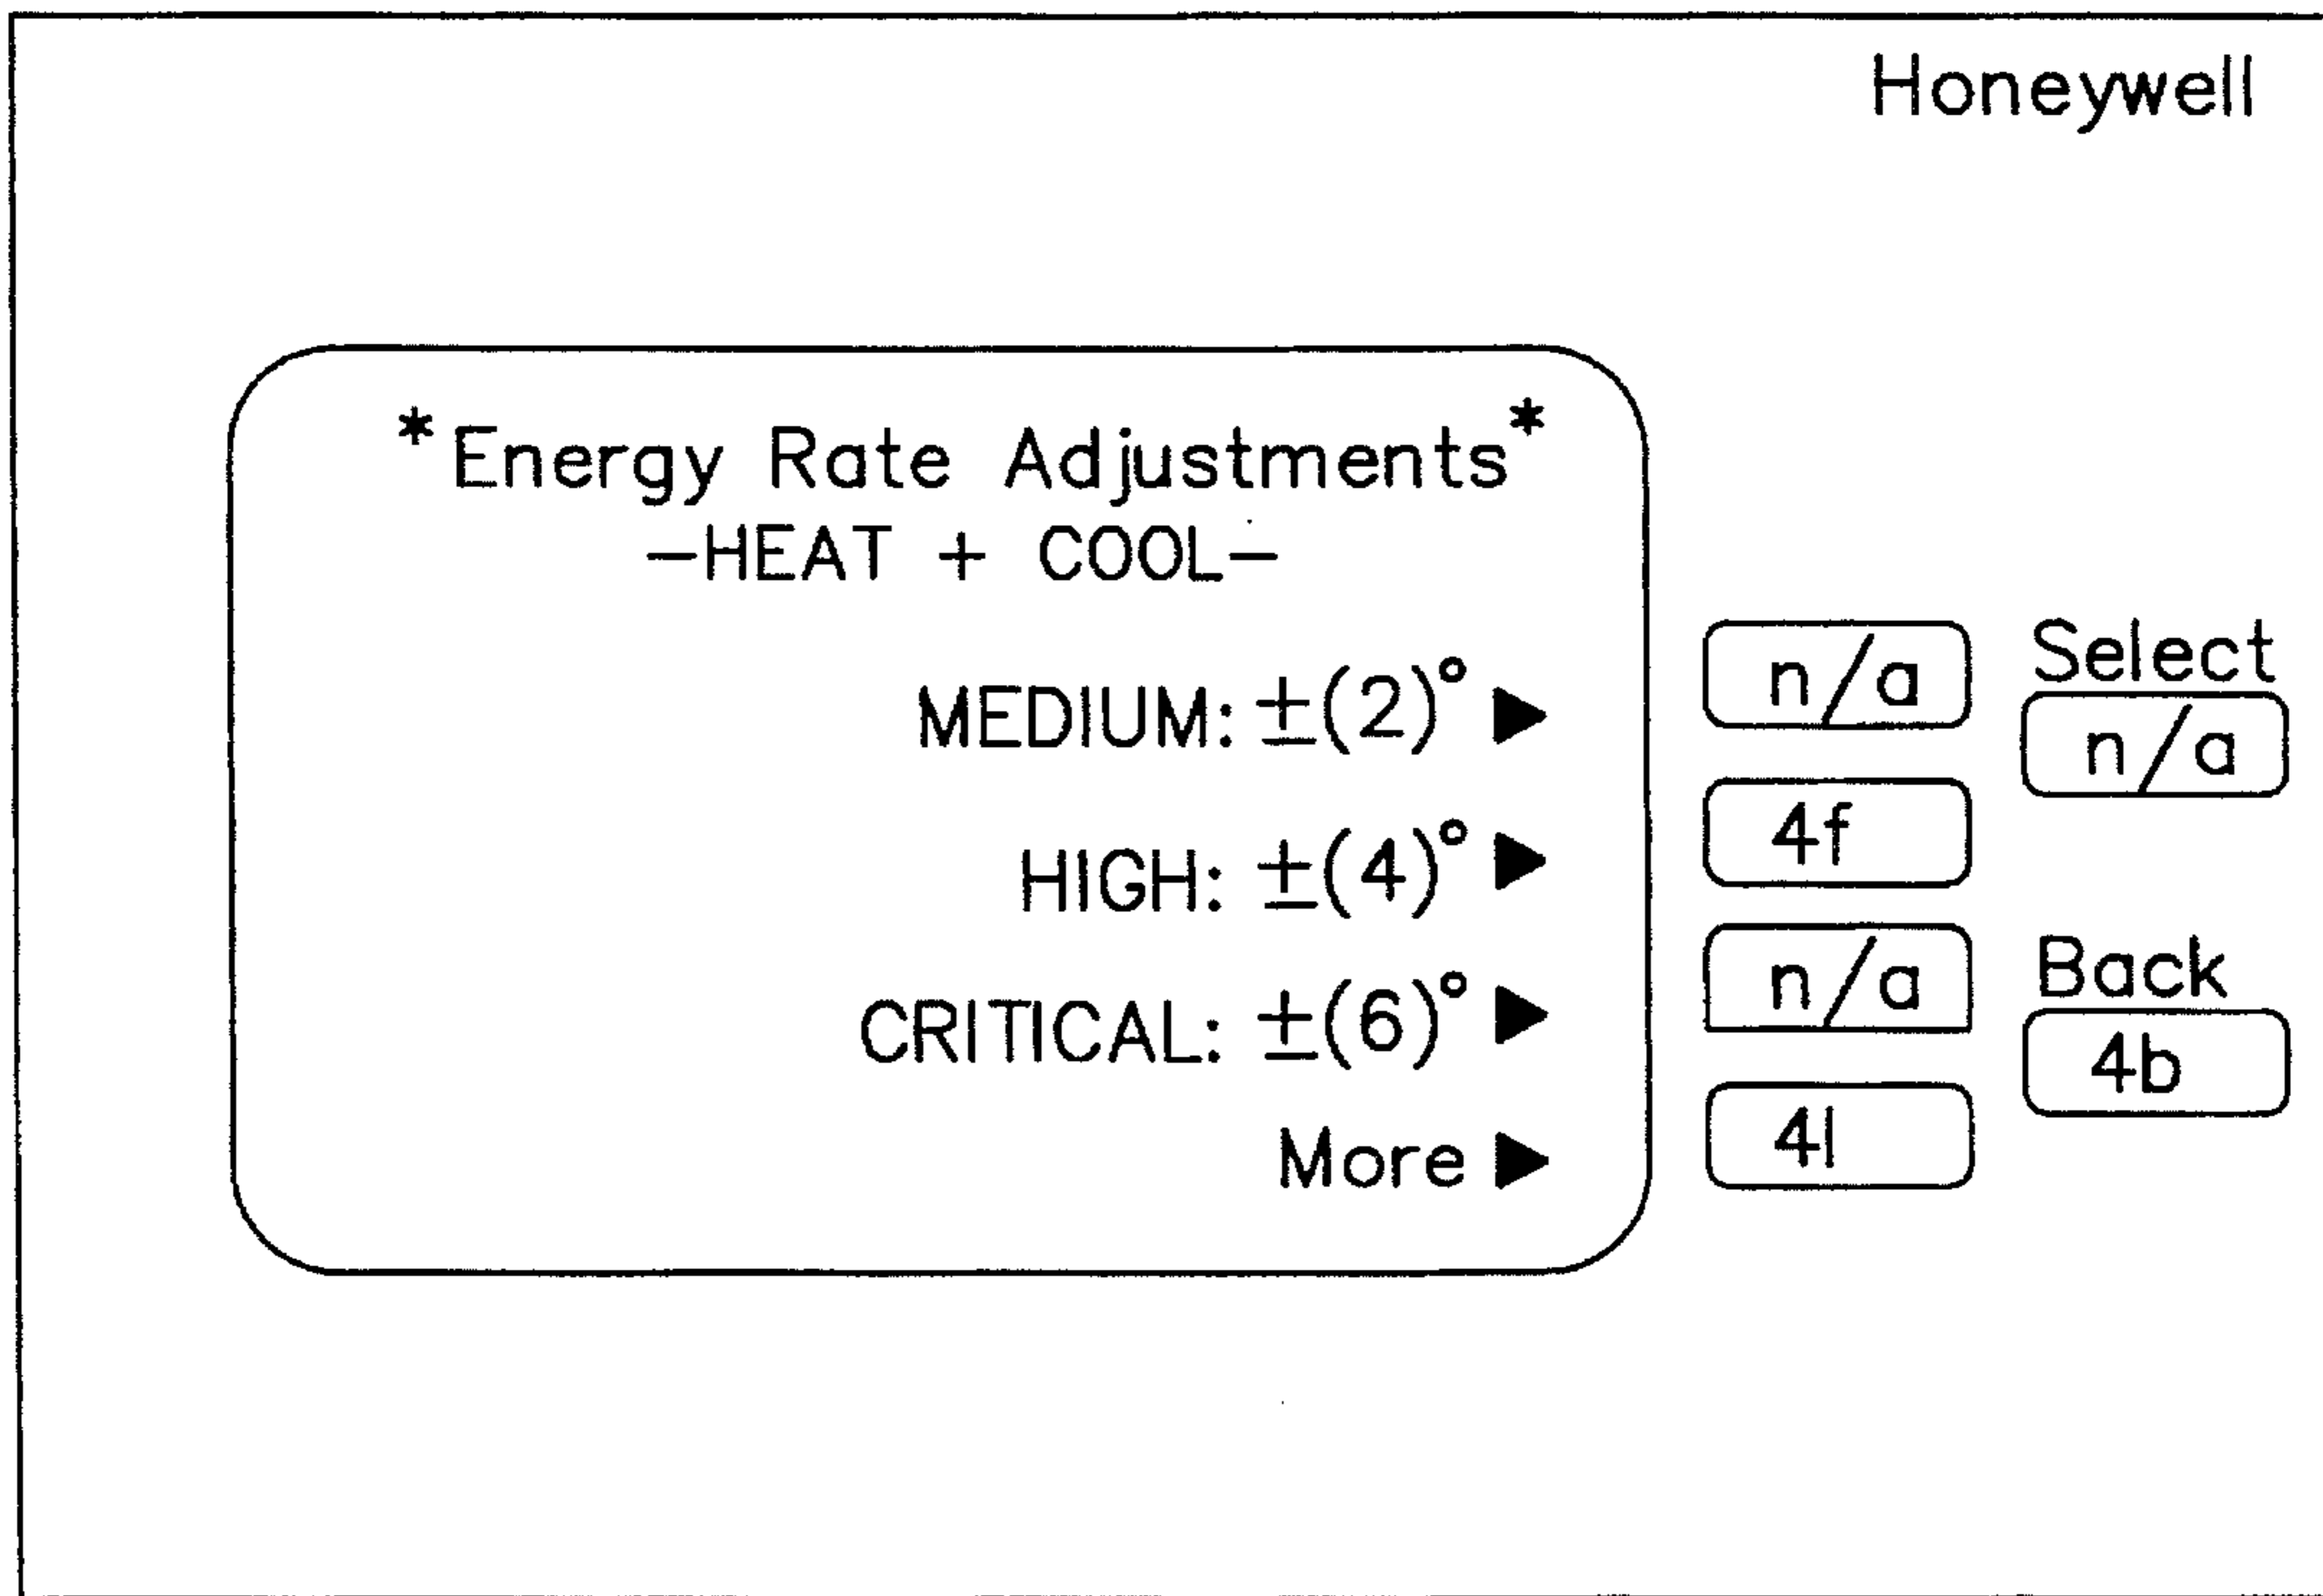 Honeywell
*Energy Rate Adjustments*
-HEAT + COOL-
MEDIUM: ±(2)° ▶
n/a
Select
n/a
HIGH: ±(4)° ▶
4f
CRITICAL: ±(6)° ▶
n/a
Back
4b
More ▶
4l